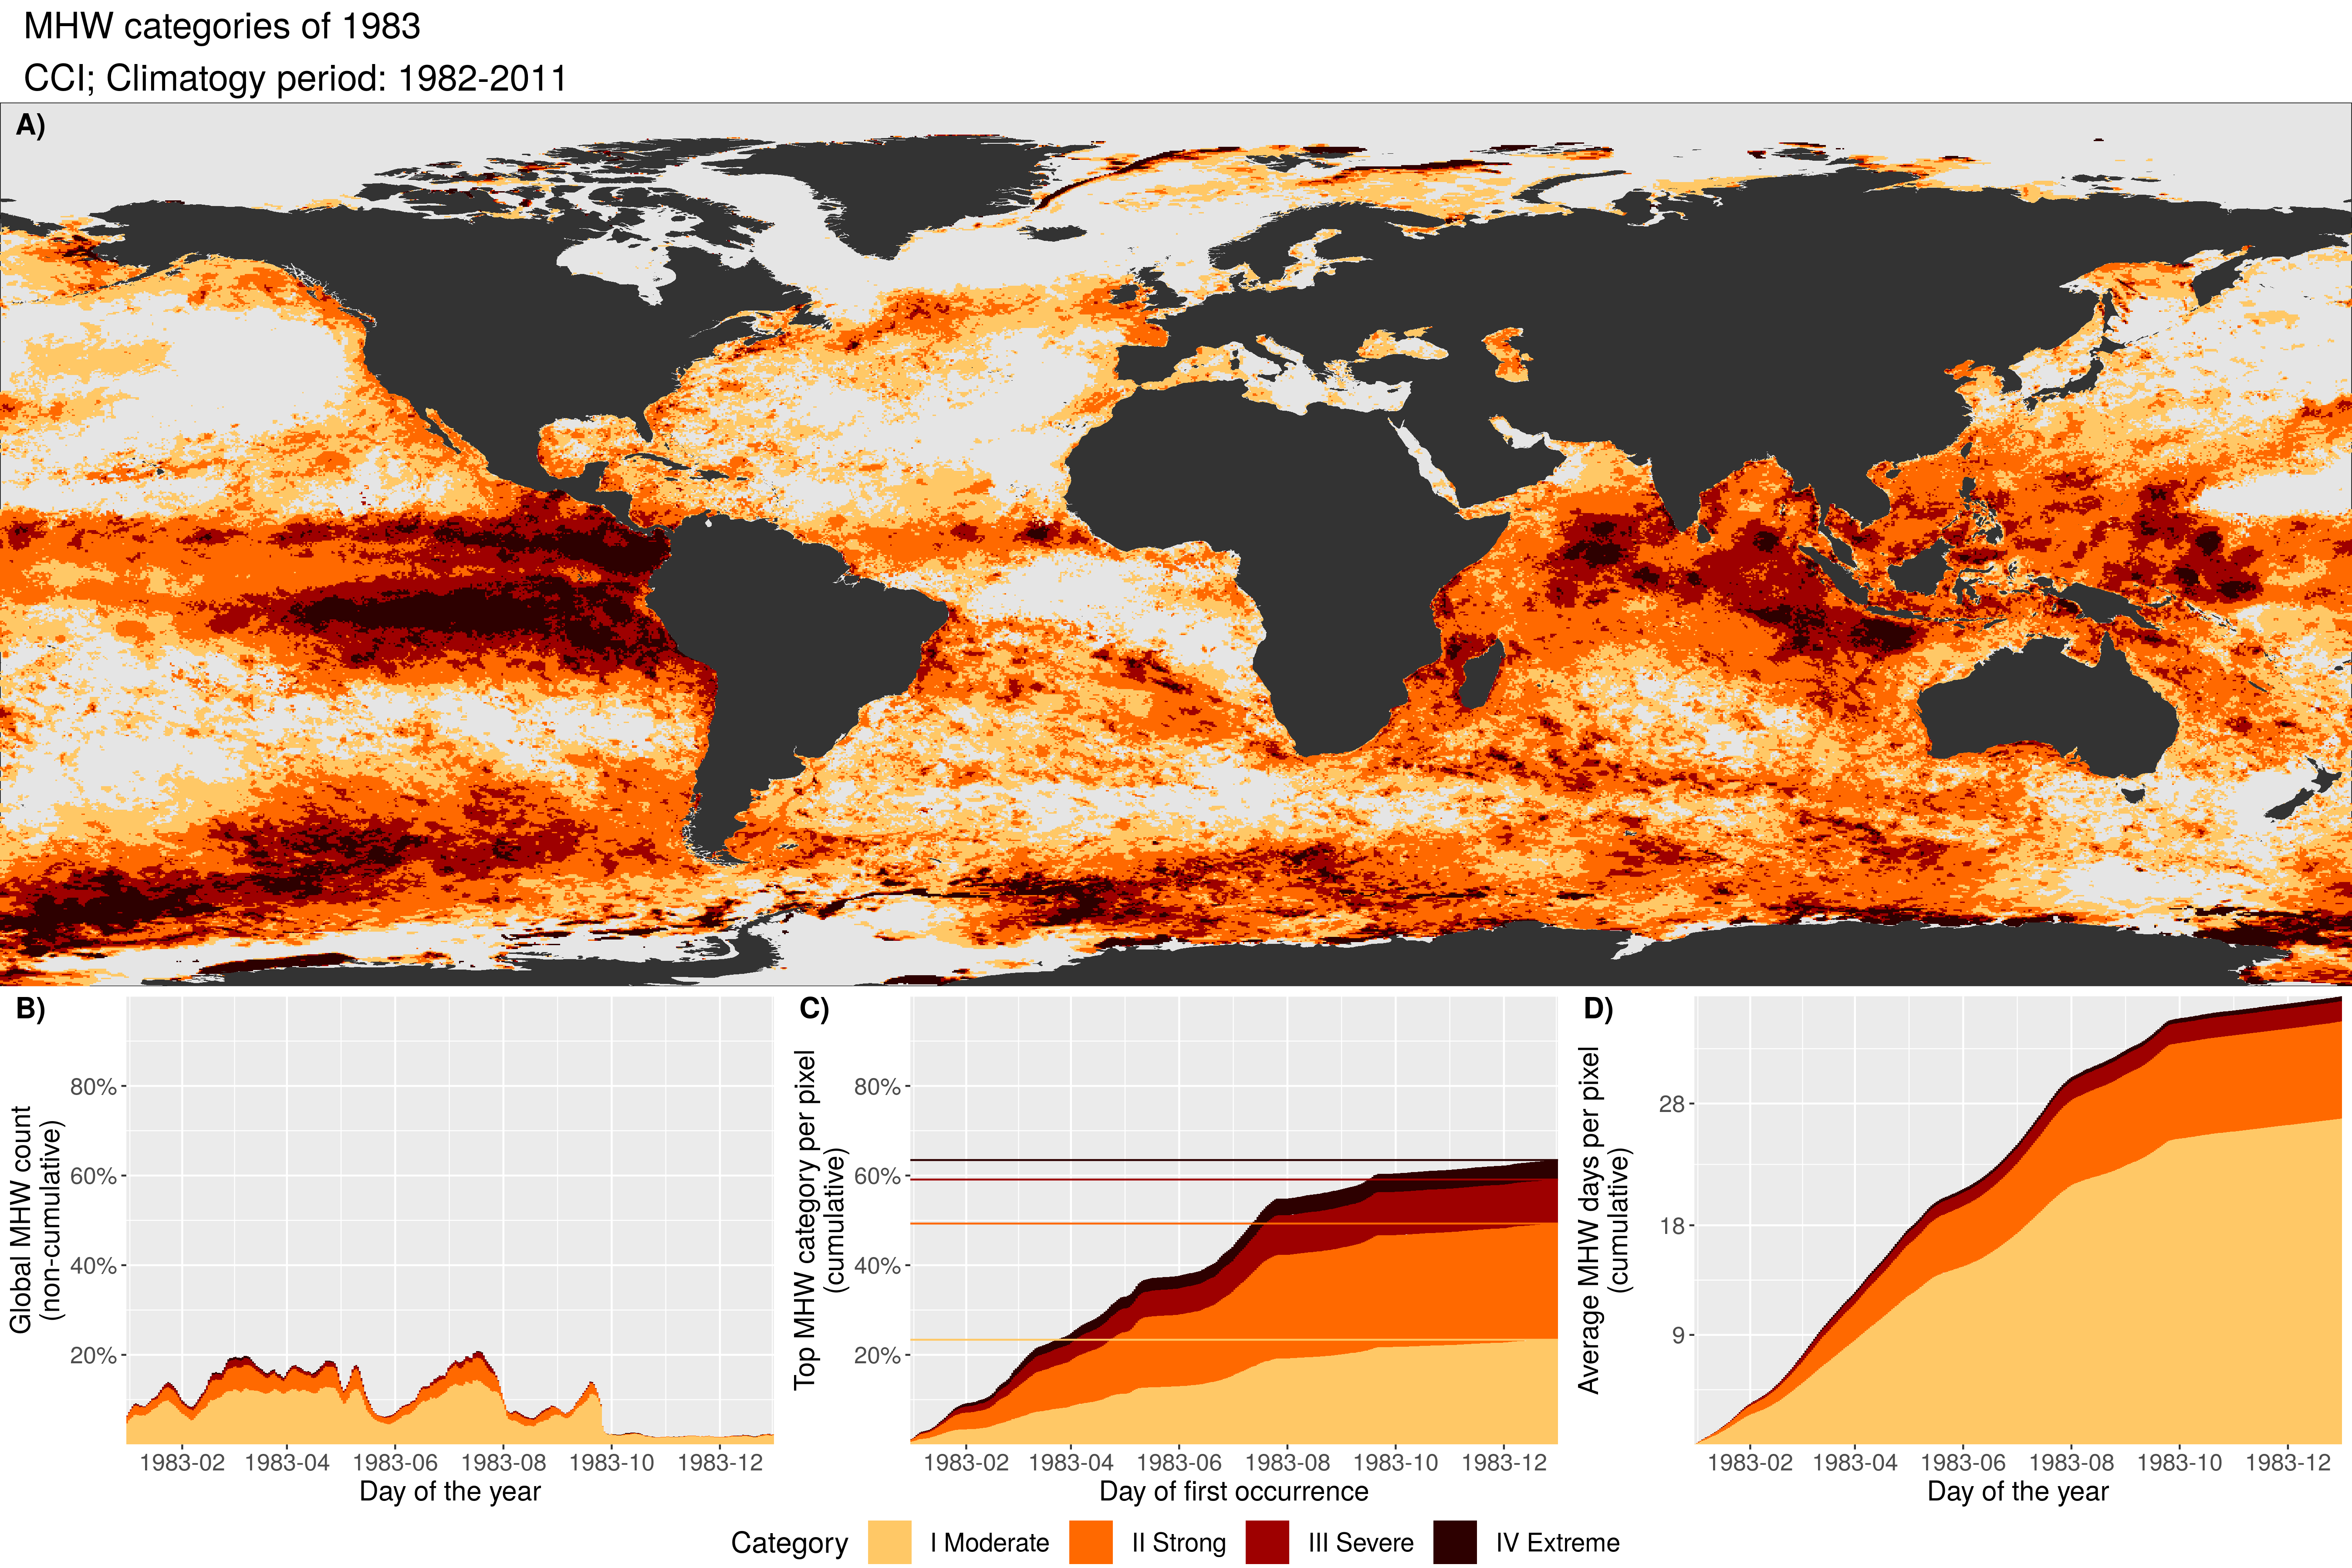 MHW categories of 1983
CCI; Climatogy period: 1982-2011
A)
B)
Global MHW count
(non-cumulative)
80%
60%
40%
20%
1983-02 1983-04 1983-06 1983-08 1983-10 1983-12
Day of the year
C)
Top MHW category per pixel
(cumulative)
80%
60%
40%
20%
1983-02 1983-04 1983-06 1983-08 1983-10 1983-12
Day of first occurrence
D)
Average MHW days per pixel
(cumulative)
28
18
9
1983-02 1983-04 1983-06 1983-08 1983-10 1983-12
Day of the year
Category I Moderate II Strong III Severe IV Extreme